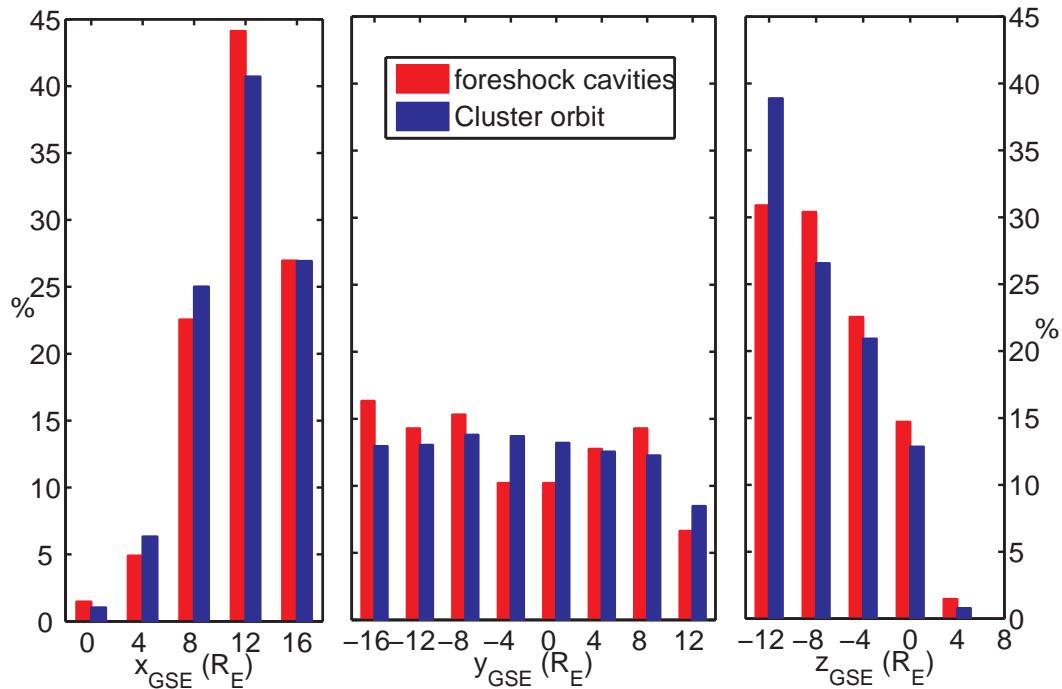 45
40
35
30
25
20
15
10
5
0
%
0 4 8 12 16
x_GSE (R_E)
foreshock cavities
Cluster orbit
−16 −12 −8 −4 0 4 8 12
y_GSE (R_E)
−12 −8 −4 0 4 8
z_GSE (R_E)
45
40
35
30
25
20
15
10
5
0
%